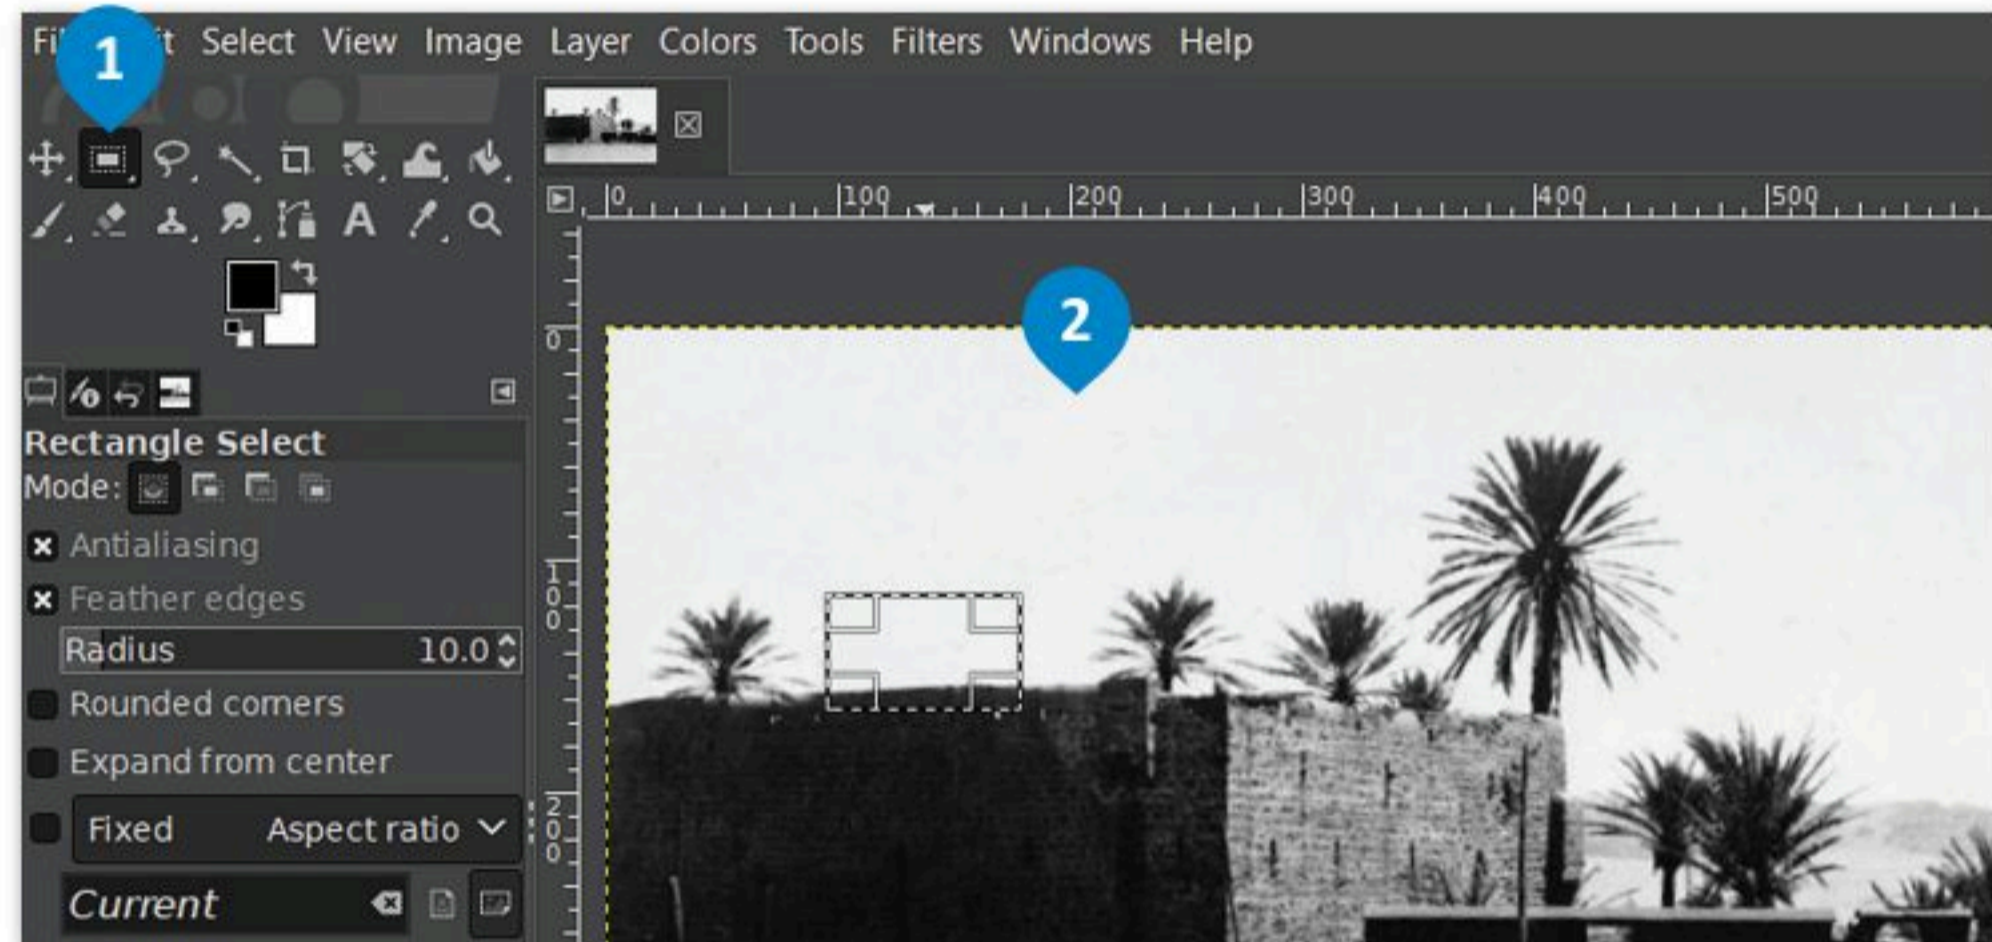 1
Fi it Select View Image Layer Colors Tools Filters Windows Help
0 100 200 300 400 500
2
0
100
200
Rectangle Select
Mode:
Antialiasing
Feather edges
Radius 10.0
Rounded corners
Expand from center
Fixed Aspect ratio
Current